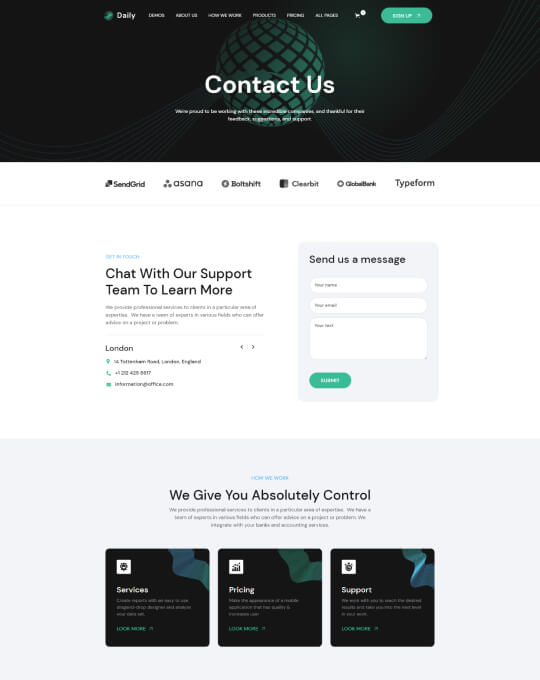 Daily
DEMOS ABOUT US HOW WE WORK PRODUCTS PRICING ALL PAGES
SIGN UP
Contact Us
We're proud to be working with these incredible companies, and thankful for their
feedback, suggestions, and support.
SendGrid asana Boltshift Clearbit GlobalBank Typeform
GET IN TOUCH
Chat With Our Support
Team To Learn More
We provide professional services to clients in a particular area of
expertise. We have a team of experts in various fields who can offer
advice on a project or problem.
London
14 Tottenham Road, London, England
+1 212 425 8617
information@office.com
Send us a message
Your name
Your email
Your text
SUBMIT
HOW WE WORK
We Give You Absolutely Control
We provide professional services to clients in a particular area of expertise. We have a
team of experts in various fields who can offer advice on a project or problem. We
integrate with your banks and accounting services.
Services
Create reports with an easy to use
drag-and-drop designer and analyze
your data set.
LOOK MORE
Pricing
Make the appearance of a mobile
application that has quality &
increases user
LOOK MORE
Support
We work with you to reach the desired
results and take you into the next level
in your work.
LOOK MORE